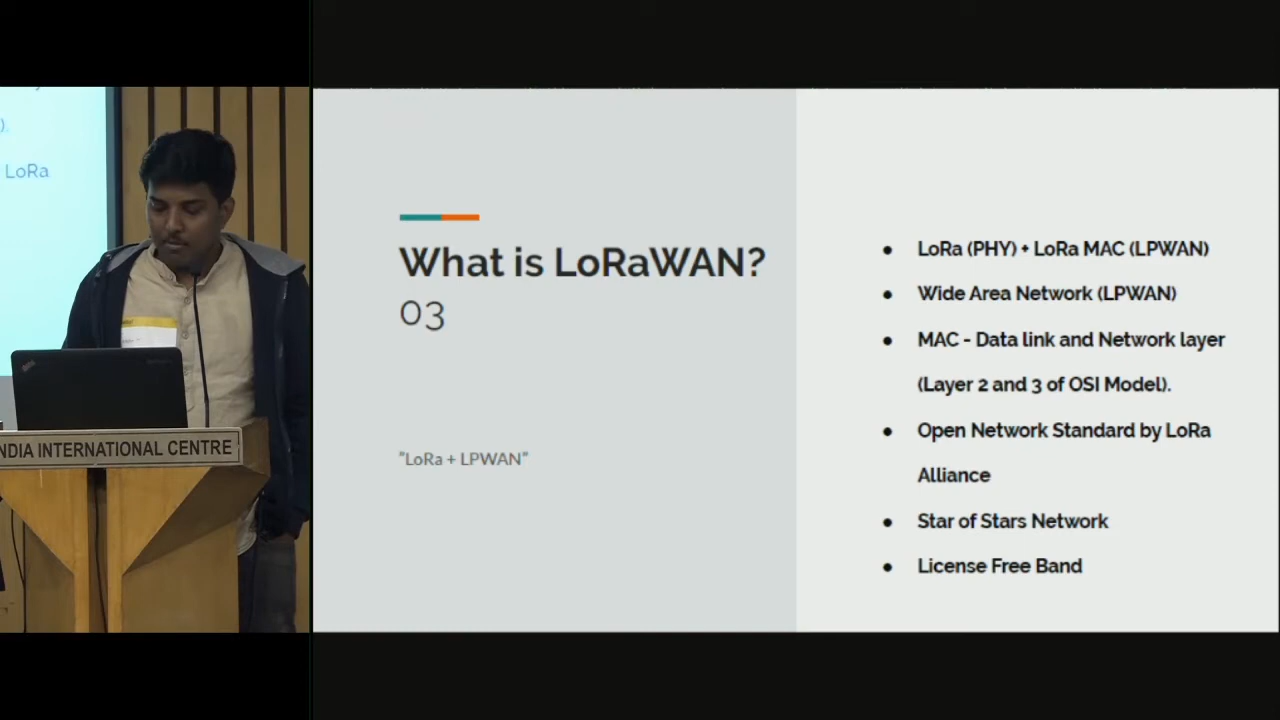 ).
LoRa
NDIA INTERNATIONAL CENTRE
What is LoRaWAN?
03
"LoRa + LPWAN"
● LoRa (PHY) + LoRa MAC (LPWAN)
● Wide Area Network (LPWAN)
● MAC - Data link and Network layer
(Layer 2 and 3 of OSI Model).
● Open Network Standard by LoRa
Alliance
● Star of Stars Network
● License Free Band